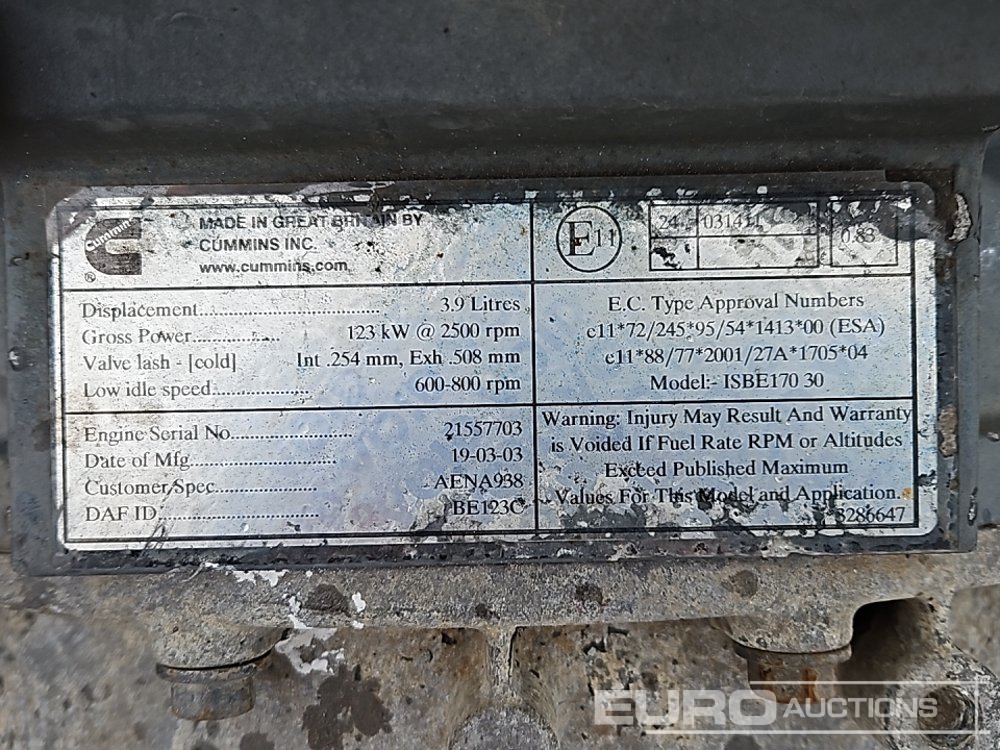 Cummins
®
MADE IN GREAT BRITAIN BY
CUMMINS INC.
www.cummins.com
E11
24
0.83
Displacement................................. 3.9 Litres
Gross Power................. 123 kW @ 2500 rpm
Valve lash - [cold] Int .254 mm, Exh .508 mm
Low idle speed.................. 600-800 rpm
E.C. Type Approval Numbers
e11*72/245*95/54*1413*00 (ESA)
e11*88/77*2001/27A*1705*04
Model:- ISBE170 30
Engine Serial No....................... 21557703
Date of Mfg........................... 19-03-03
Customer Spec..................... AENA938
DAF ID.............................. BE123C
Warning: Injury May Result And Warranty
is Voided If Fuel Rate RPM or Altitudes
Exceed Published Maximum
Values For This Model and Application.
3286647
EURO AUCTIONS